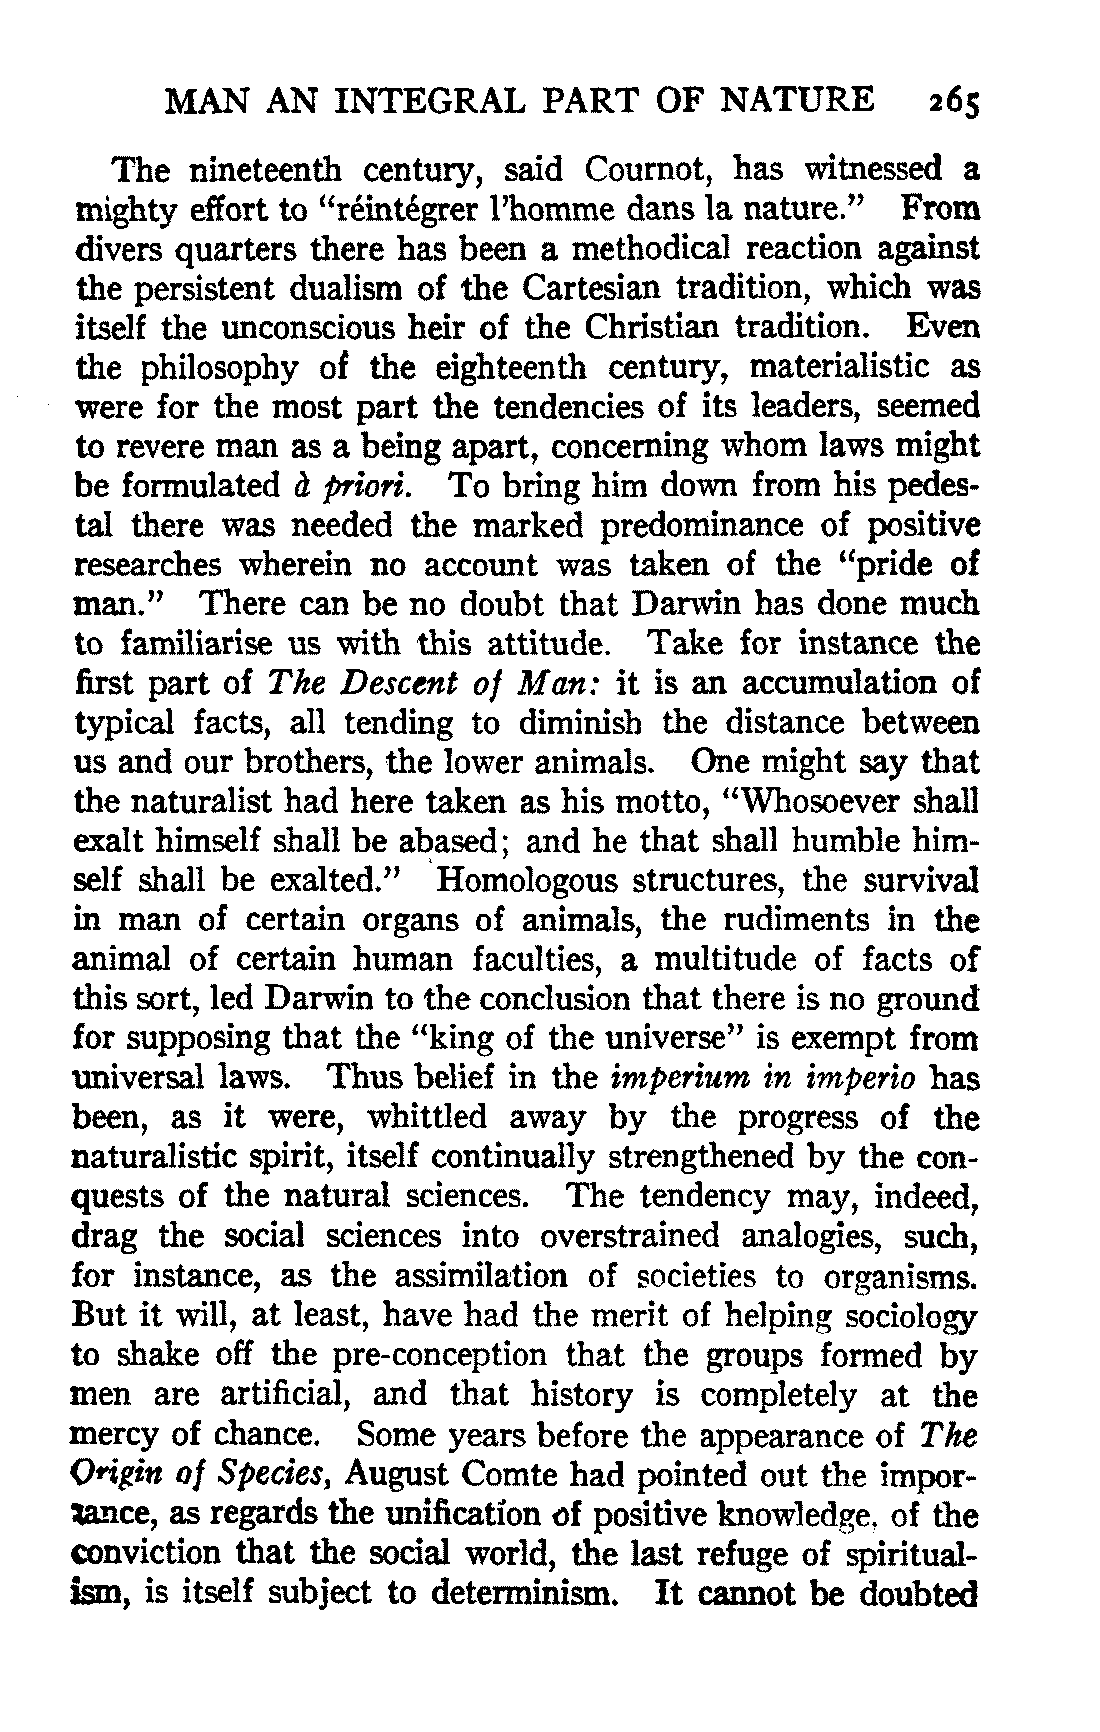 MAN AN INTEGRAL PART OF NATURE 265
The nineteenth century, said Cournot, has witnessed a
mighty effort to “réintégrer l’homme dans la nature.” From
divers quarters there has been a methodical reaction against
the persistent dualism of the Cartesian tradition, which was
itself the unconscious heir of the Christian tradition. Even
the philosophy of the eighteenth century, materialistic as
were for the most part the tendencies of its leaders, seemed
to revere man as a being apart, concerning whom laws might
be formulated à priori. To bring him down from his pedes-
tal there was needed the marked predominance of positive
researches wherein no account was taken of the “pride of
man.” There can be no doubt that Darwin has done much
to familiarise us with this attitude. Take for instance the
first part of The Descent of Man: it is an accumulation of
typical facts, all tending to diminish the distance between
us and our brothers, the lower animals. One might say that
the naturalist had here taken as his motto, “Whosoever shall
exalt himself shall be abased; and he that shall humble him-
self shall be exalted.” Homologous structures, the survival
in man of certain organs of animals, the rudiments in the
animal of certain human faculties, a multitude of facts of
this sort, led Darwin to the conclusion that there is no ground
for supposing that the “king of the universe” is exempt from
universal laws. Thus belief in the imperium in imperio has
been, as it were, whittled away by the progress of the
naturalistic spirit, itself continually strengthened by the con-
quests of the natural sciences. The tendency may, indeed,
drag the social sciences into overstrained analogies, such,
for instance, as the assimilation of societies to organisms.
But it will, at least, have had the merit of helping sociology
to shake off the pre-conception that the groups formed by
men are artificial, and that history is completely at the
mercy of chance. Some years before the appearance of The
Origin of Species, August Comte had pointed out the impor-
tance, as regards the unification of positive knowledge, of the
conviction that the social world, the last refuge of spiritual-
ism, is itself subject to determinism. It cannot be doubted